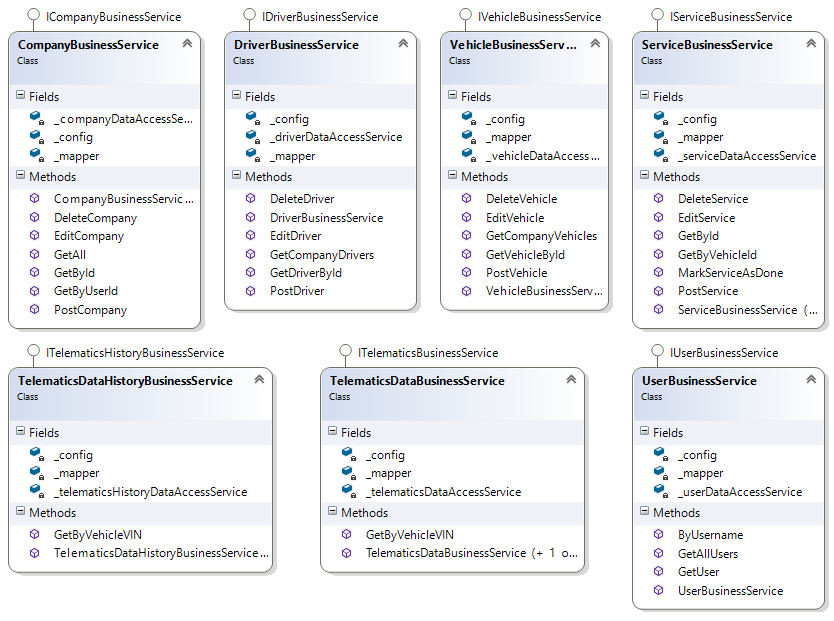 ICompanyBusinessService
CompanyBusinessService
Class
Fields
_companyDataAccessSe...
_config
_mapper
Methods
CompanyBusinessServic...
DeleteCompany
EditCompany
GetAll
GetById
GetByUserId
PostCompany
IDriverBusinessService
DriverBusinessService
Class
Fields
_config
_driverDataAccessService
_mapper
Methods
DeleteDriver
DriverBusinessService
EditDriver
GetCompanyDrivers
GetDriverById
PostDriver
IVehicleBusinessService
VehicleBusinessServ...
Class
Fields
_config
_mapper
_vehicleDataAccess...
Methods
DeleteVehicle
EditVehicle
GetCompanyVehicles
GetVehicleById
PostVehicle
VehicleBusinessServ...
IServiceBusinessService
ServiceBusinessService
Class
Fields
_config
_mapper
_serviceDataAccessService
Methods
DeleteService
EditService
GetById
GetByVehicleId
MarkServiceAsDone
PostService
ServiceBusinessService (...
ITelematicsHistoryBusinessService
TelematicsDataHistoryBusinessService
Class
Fields
_config
_mapper
_telematicsHistoryDataAccessService
Methods
GetByVehicleVIN
TelematicsDataHistoryBusinessService...
ITelematicsBusinessService
TelematicsDataBusinessService
Class
Fields
_config
_mapper
_telematicsDataAccessService
Methods
GetByVehicleVIN
TelematicsDataBusinessService (+ 1 o...
IUserBusinessService
UserBusinessService
Class
Fields
_config
_mapper
_userDataAccessService
Methods
ByUsername
GetAllUsers
GetUser
UserBusinessService